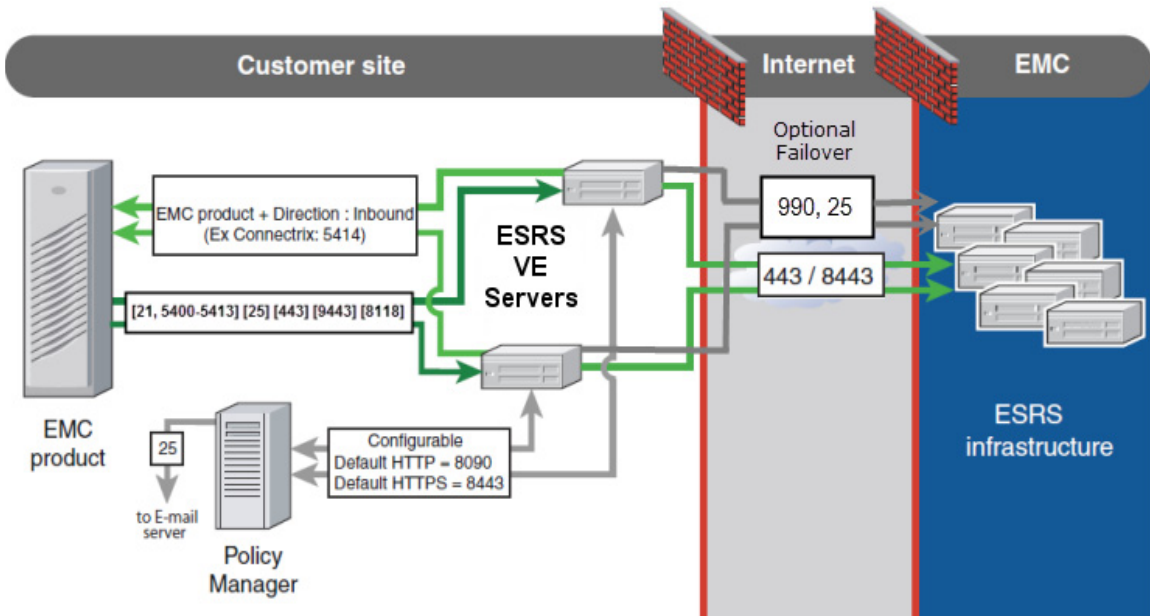 Customer site
Internet
EMC
Optional
Failover
EMC product + Direction : Inbound
(Ex Connectrix: 5414)
990, 25
ESRS
VE
Servers
443 / 8443
[21, 5400-5413] [25] [443] [9443] [8118]
EMC
product
ESRS
infrastructure
25
Configurable
Default HTTP = 8090
Default HTTPS = 8443
to E-mail
server
Policy
Manager